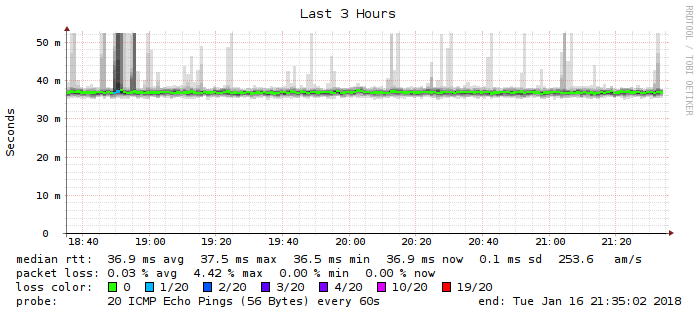 Last 3 Hours
RRDTOOL / TOBI OETIKER
Seconds
50 m
40 m
30 m
20 m
10 m
0
18:40 19:00 19:20 19:40 20:00 20:20 20:40 21:00 21:20
median rtt: 36.9 ms avg 37.5 ms max 36.5 ms min 36.9 ms now 0.1 ms sd 253.6 am/s
packet loss: 0.03 % avg 4.42 % max 0.00 % min 0.00 % now
loss color: 0 1/20 2/20 3/20 4/20 10/20 19/20
probe: 20 ICMP Echo Pings (56 Bytes) every 60s end: Tue Jan 16 21:35:02 2018